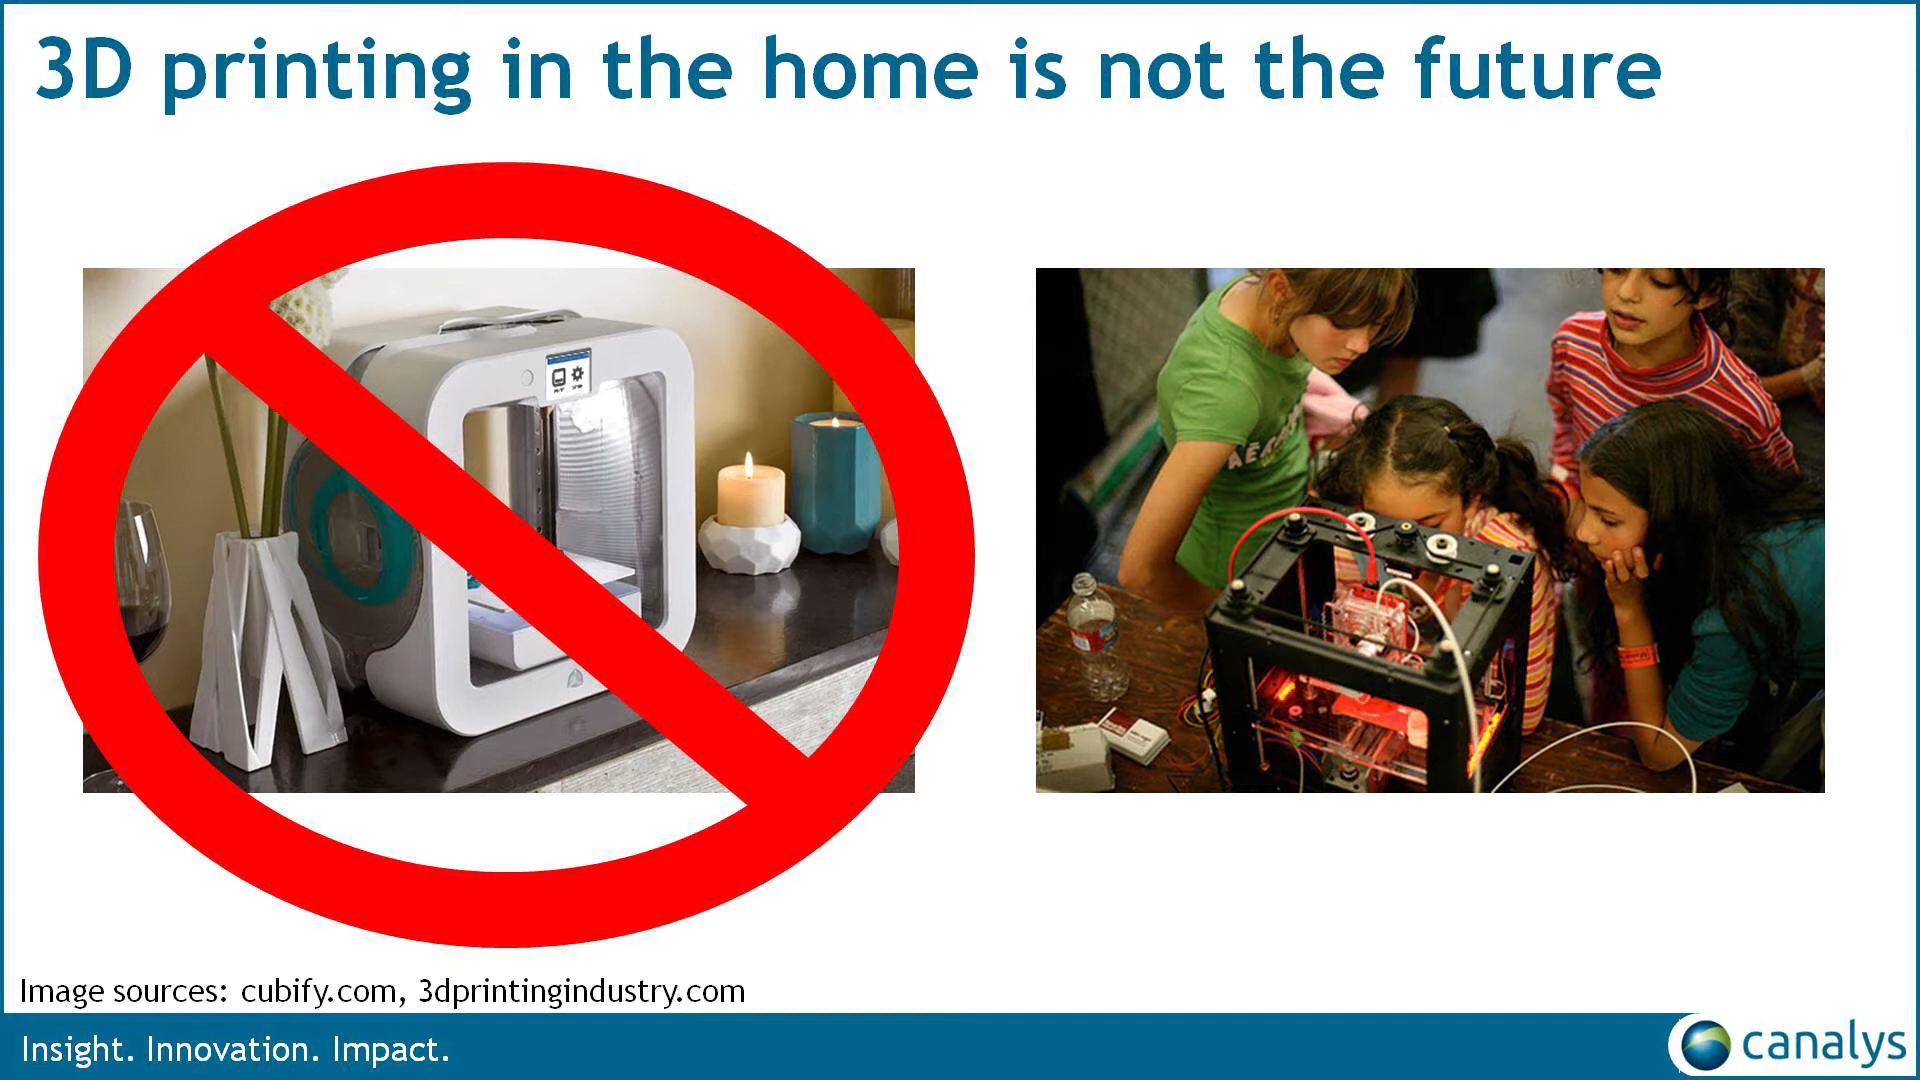 3D printing in the home is not the future
Image sources: cubify.com, 3dprintingindustry.com
Insight. Innovation. Impact.
canalys